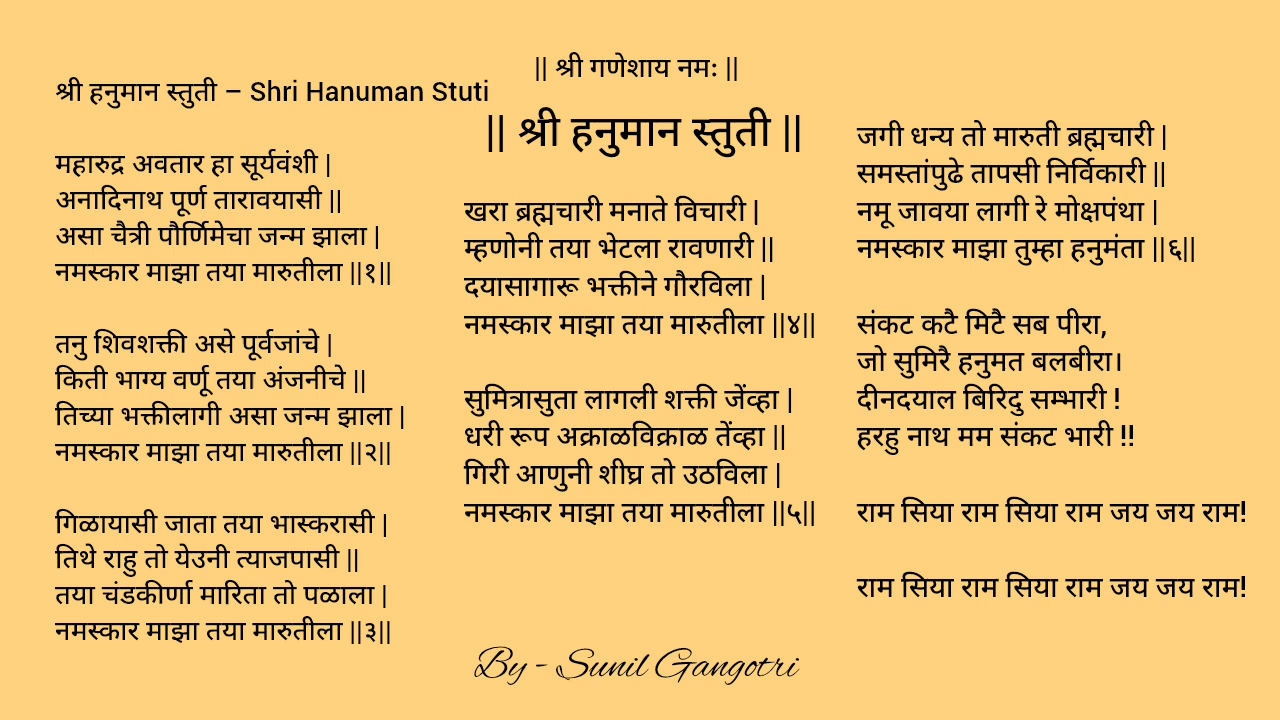 || श्री गणेशाय नमः ||
|| श्री हनुमान स्तुती ||
श्री हनुमान स्तुती – Shri Hanuman Stuti
महारुद्र अवतार हा सूर्यवंशी |
अनादिनाथ पूर्ण तारावयासी ||
असा चैत्री पौर्णिमेचा जन्म झाला |
नमस्कार माझा तया मारुतीला ||१||
तनु शिवशक्ती असे पूर्वजांचे |
किती भाग्य वर्णू तया अंजनीचे ||
तिच्या भक्तीलागी असा जन्म झाला |
नमस्कार माझा तया मारुतीला ||२||
गिळायासी जाता तया भास्करासी |
तिथे राहु तो येउनी त्याजपासी ||
तया चंडकीर्णा मारिता तो पळाला |
नमस्कार माझा तया मारुतीला ||३||
खरा ब्रह्मचारी मनाते विचारी |
म्हणोनी तया भेटला रावणारी ||
दयासागारू भक्तीने गौरविला |
नमस्कार माझा तया मारुतीला ||४||
सुमित्रासुता लागली शक्ती जेंव्हा |
धरी रूप अक्राळविक्राळ तेंव्हा ||
गिरी आणुनी शीघ्र तो उठविला |
नमस्कार माझा तया मारुतीला ||५||
जगी धन्य तो मारुती ब्रह्मचारी |
समस्तांपुढे तापसी निर्विकारी ||
नमू जावया लागी रे मोक्षपंथा |
नमस्कार माझा तुम्हा हनुमंता ||६||
संकट कटै मिटै सब पीरा,
जो सुमिरै हनुमत बलबीरा।
दीनदयाल बिरिदु सम्भारी !
हरहु नाथ मम संकट भारी !!
राम सिया राम सिया राम जय जय राम!
राम सिया राम सिया राम जय जय राम!
By - Sunil Gangotri